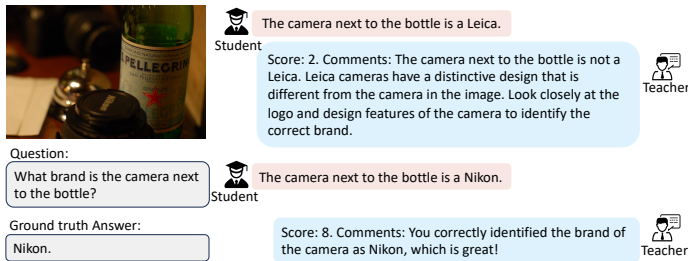 PELLEGRIN
Question:
What brand is the camera next
to the bottle?
Ground truth Answer:
Nikon.
Student
The camera next to the bottle is a Leica.
Score: 2. Comments: The camera next to the bottle is not a
Leica. Leica cameras have a distinctive design that is
different from the camera in the image. Look closely at the
logo and design features of the camera to identify the
correct brand.
Teacher
Student
The camera next to the bottle is a Nikon.
Score: 8. Comments: You correctly identified the brand of
the camera as Nikon, which is great!
Teacher